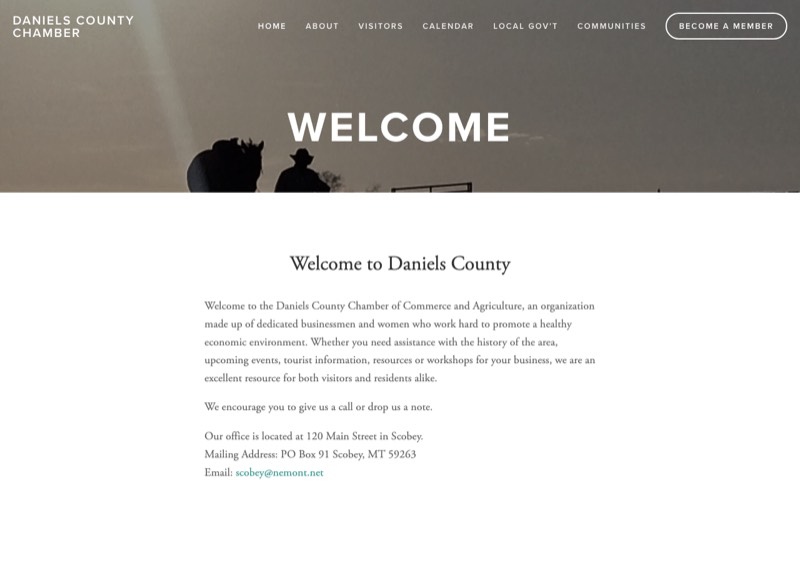 DANIELS COUNTY
CHAMBER
HOME ABOUT VISITORS CALENDAR LOCAL GOV'T COMMUNITIES BECOME A MEMBER
WELCOME
Welcome to Daniels County
Welcome to the Daniels County Chamber of Commerce and Agriculture, an organization
made up of dedicated businessmen and women who work hard to promote a healthy
economic environment. Whether you need assistance with the history of the area,
upcoming events, tourist information, resources or workshops for your business, we are an
excellent resource for both visitors and residents alike.
We encourage you to give us a call or drop us a note.
Our office is located at 120 Main Street in Scobey.
Mailing Address: PO Box 91 Scobey, MT 59263
Email: scobey@nemont.net